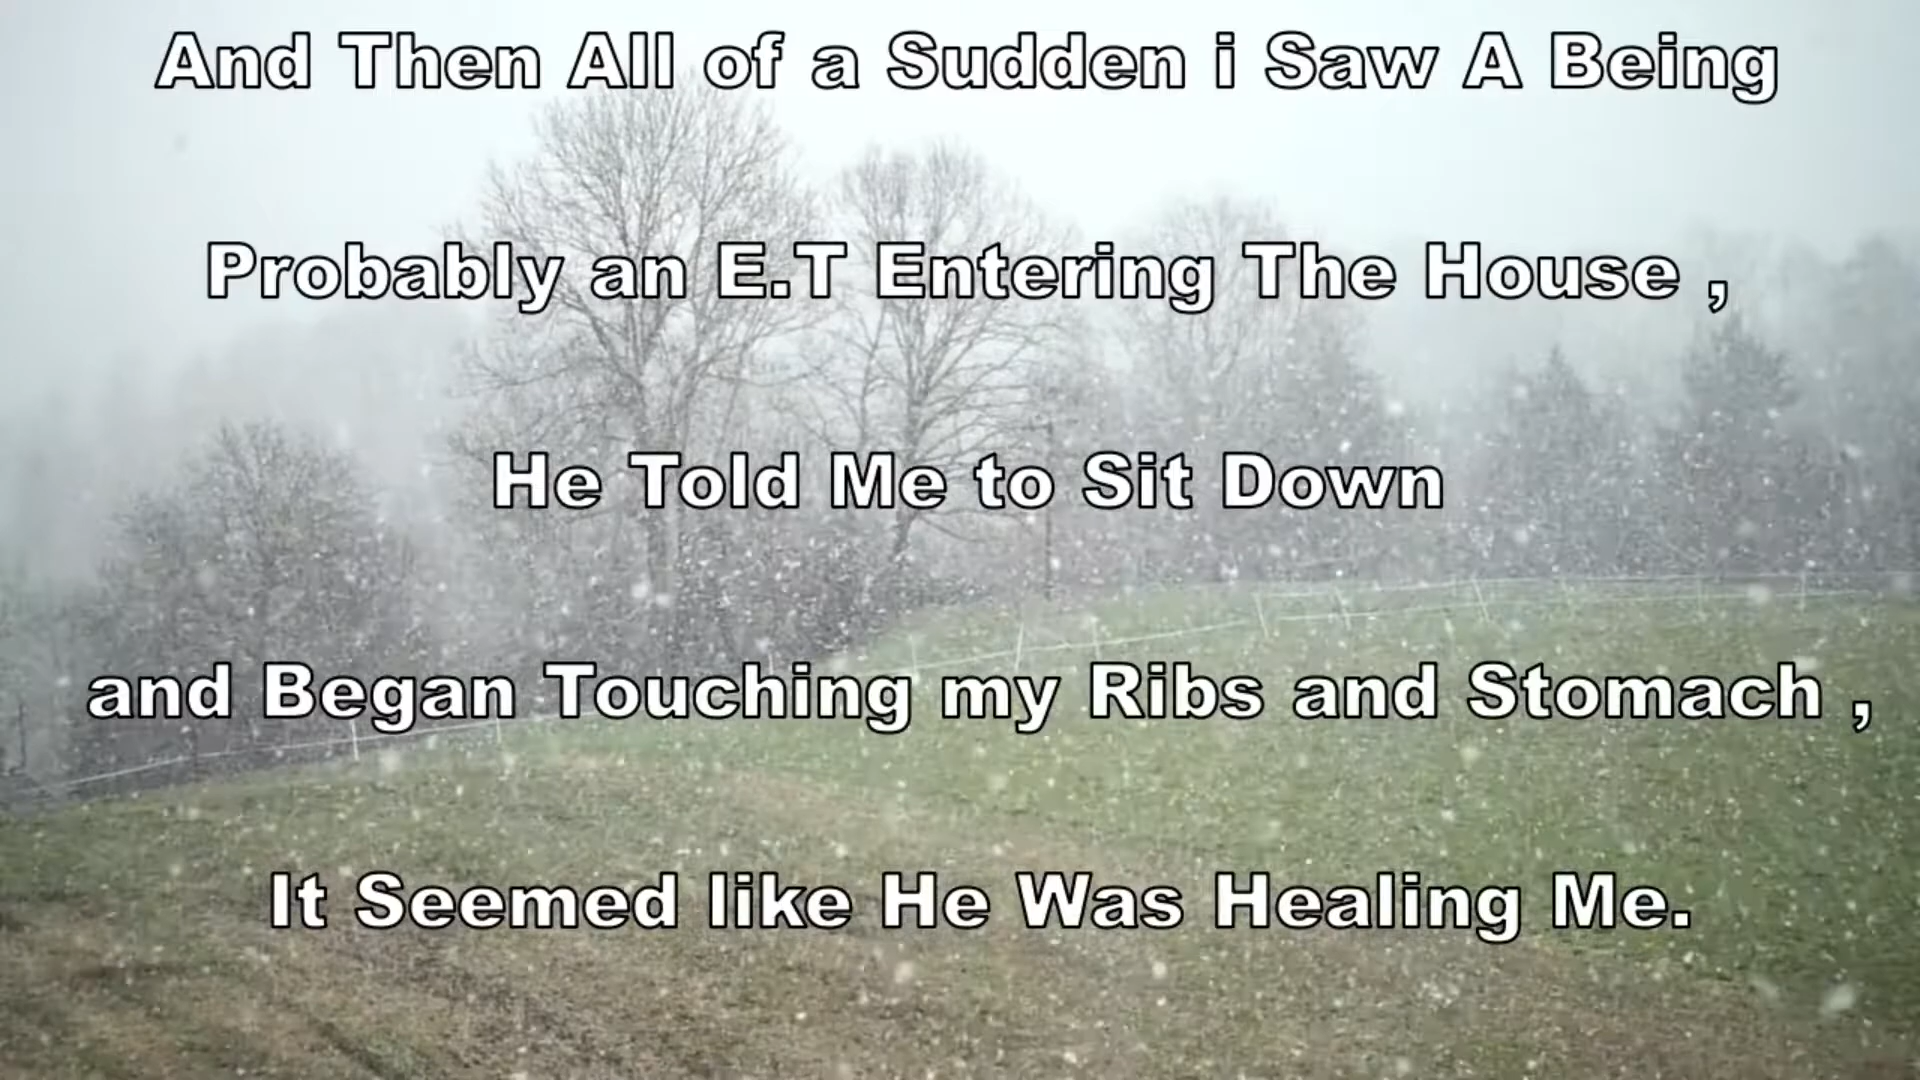 And Then All of a Sudden i Saw A Being
Probably an E.T Entering The House ,
He Told Me to Sit Down
and Began Touching my Ribs and Stomach ,
It Seemed like He Was Healing Me.